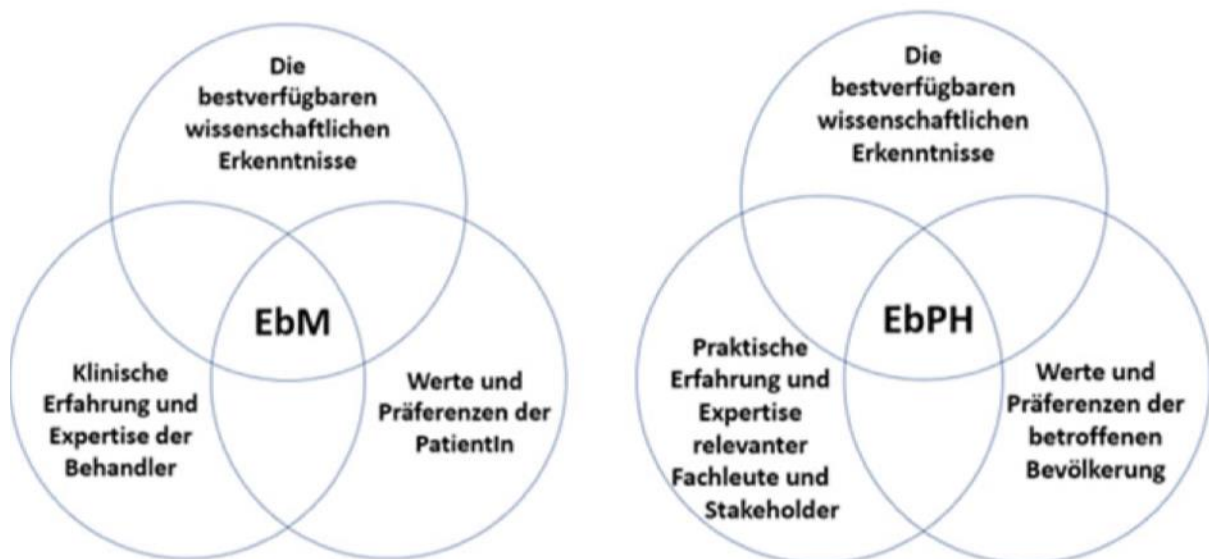 Die
bestverfügbaren
wissenschaftlichen
Erkenntnisse
EbM
Klinische
Erfahrung und
Expertise der
Behandler
Werte und
Präferenzen der
PatientIn
Die
bestverfügbaren
wissenschaftlichen
Erkenntnisse
EbPH
Praktische
Erfahrung und
Expertise
relevanter
Fachleute und
Stakeholder
Werte und
Präferenzen der
betroffenen
Bevölkerung